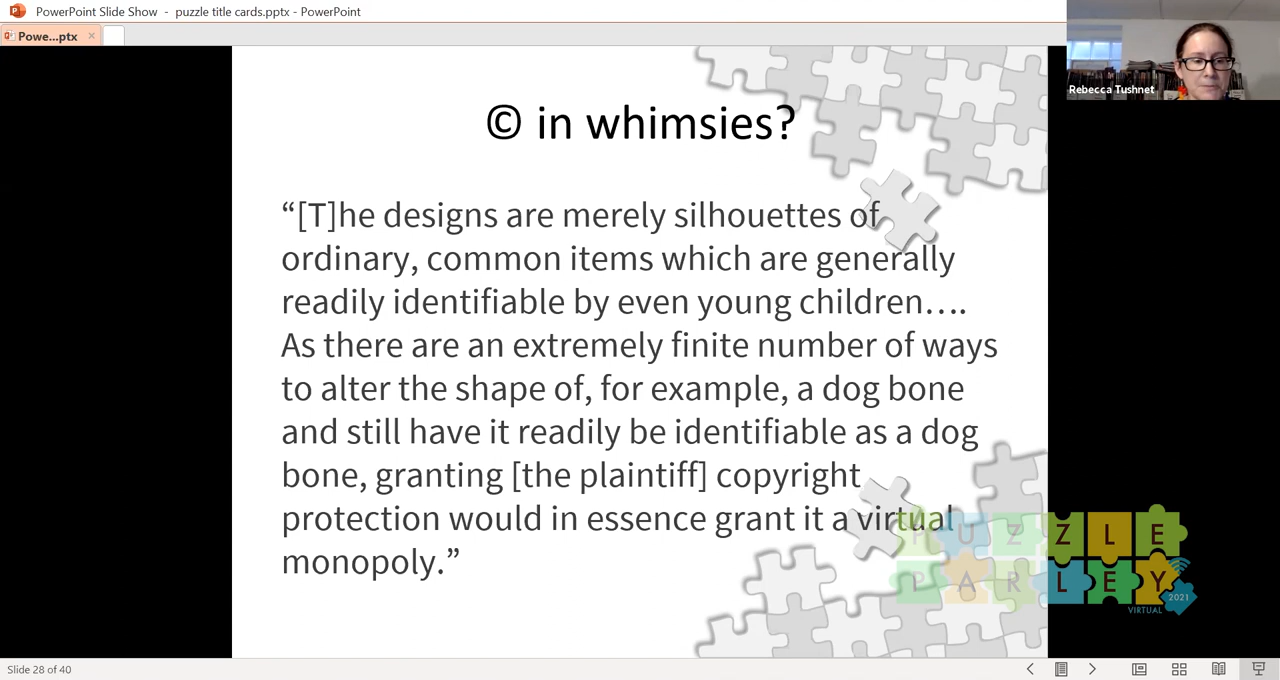 PowerPoint Slide Show - puzzle title cards.pptx - PowerPoint
Powe...ptx
Rebecca Tushnet
© in whimsies?
“[T]he designs are merely silhouettes of
ordinary, common items which are generally
readily identifiable by even young children….
As there are an extremely finite number of ways
to alter the shape of, for example, a dog bone
and still have it readily be identifiable as a dog
bone, granting [the plaintiff] copyright
protection would in essence grant it a virtual
monopoly.”
PUZZLE
PARLEY
VIRTUAL 2021
Slide 28 of 40